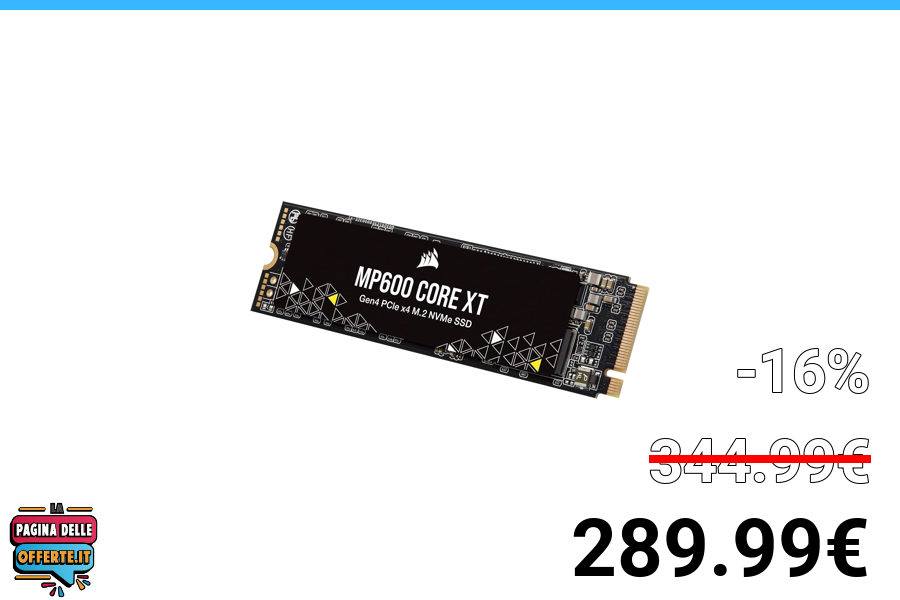 MP600 CORE XT
Gen4 PCIe x4 M.2 NVMe SSD
-16%
344.99€
289.99€
LA
PAGINA DELLE
OFFERTE.IT